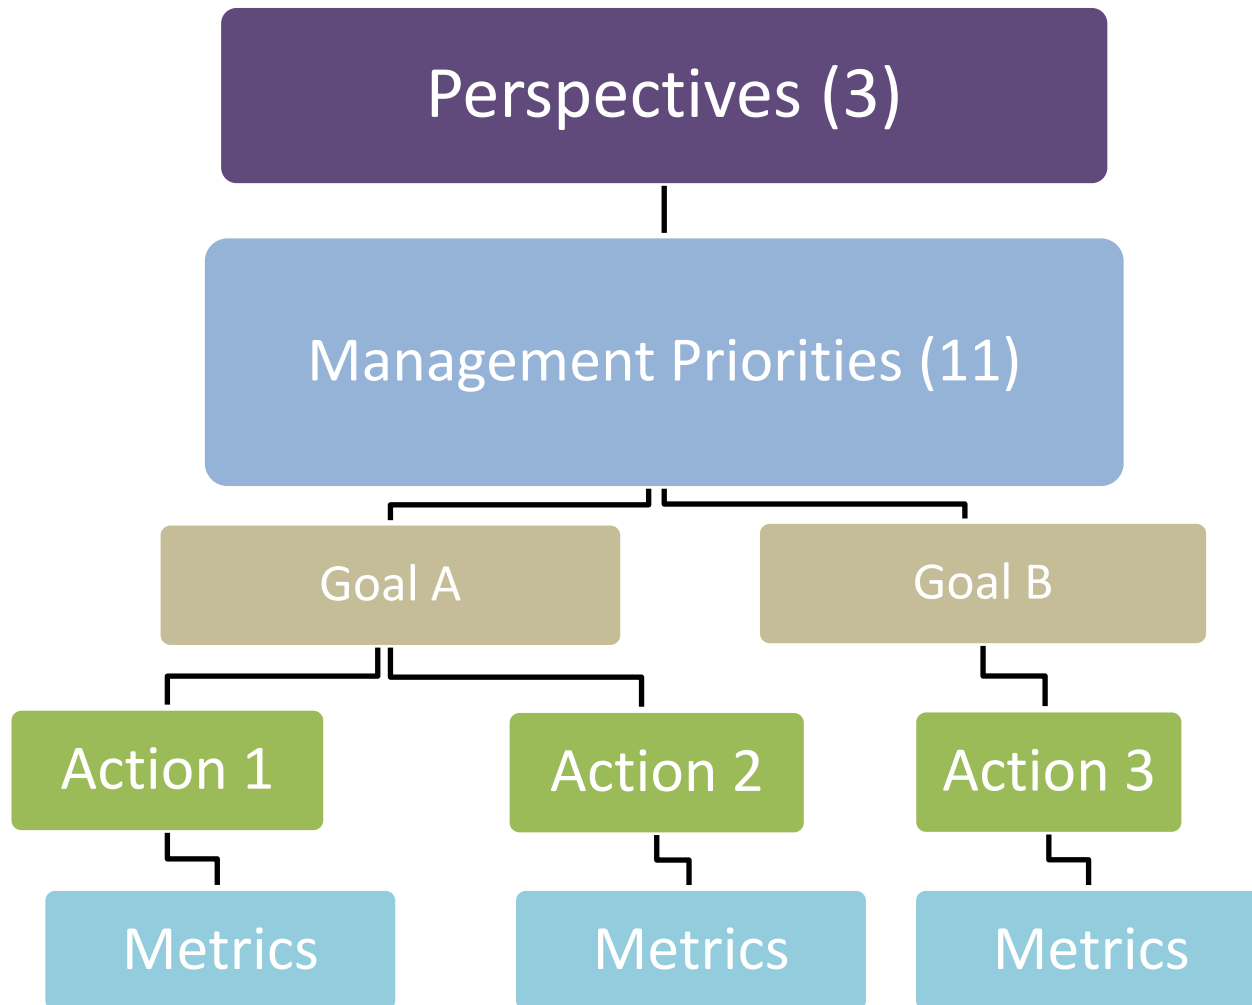 Perspectives (3)
Management Priorities (11)
Goal A
Goal B
Action 1
Action 2
Action 3
Metrics
Metrics
Metrics